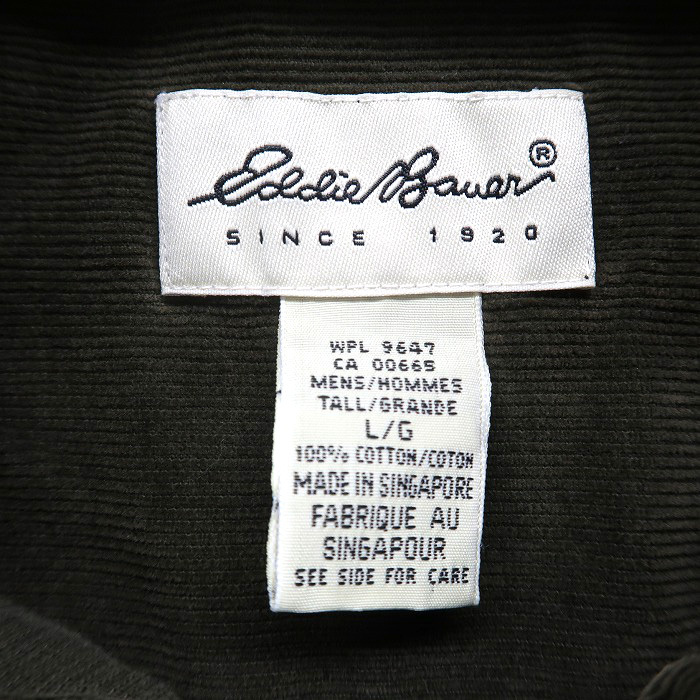 Eddie Bauer®
SINCE 1920
WPL 9647
CA 00665
MENS/HOMMES
TALL/GRANDE
L/G
100% COTTON/COTON
MADE IN SINGAPORE
FABRIQUE AU
SINGAPOUR
SEE SIDE FOR CARE